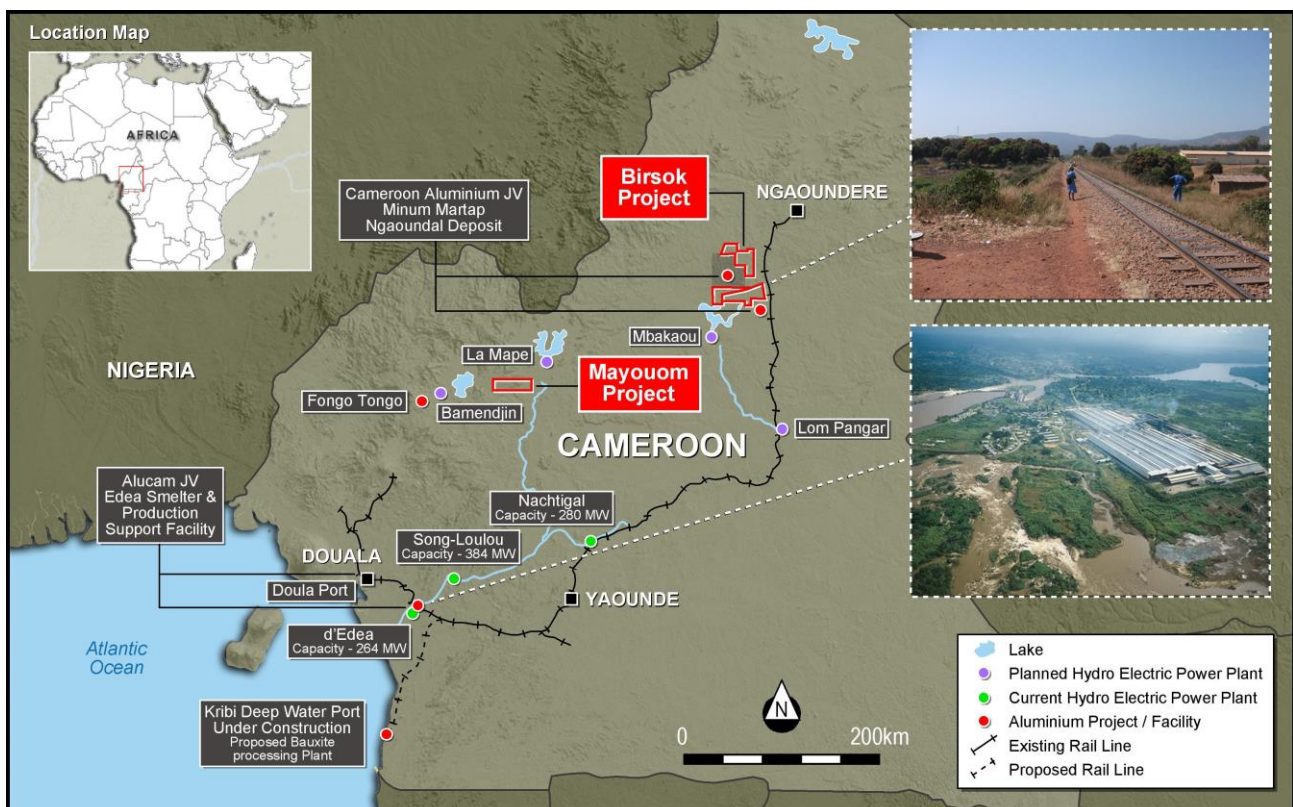 Location Map
AFRICA
Cameroon Aluminium JV
Minum Martap
Ngaoundal Deposit
Birsok
Project
NGAOUNDERE
NIGERIA
La Mape
Mbakaou
Mayouom
Project
Fongo Tongo
Bamendjin
CAMEROON
Lom Pangar
Alucam JV
Edea Smelter &
Production
Support Facility
Nachtigal
Capacity - 280 MW
Song-Loulou
Capacity - 384 MW
DOUALA
Doula Port
YAOUNDE
d'Edea
Capacity - 264 MW
Atlantic
Ocean
Kribi Deep Water Port
Under Construction
Proposed Bauxite
processing Plant
N
0 200km
Lake
Planned Hydro Electric Power Plant
Current Hydro Electric Power Plant
Aluminium Project / Facility
Existing Rail Line
Proposed Rail Line